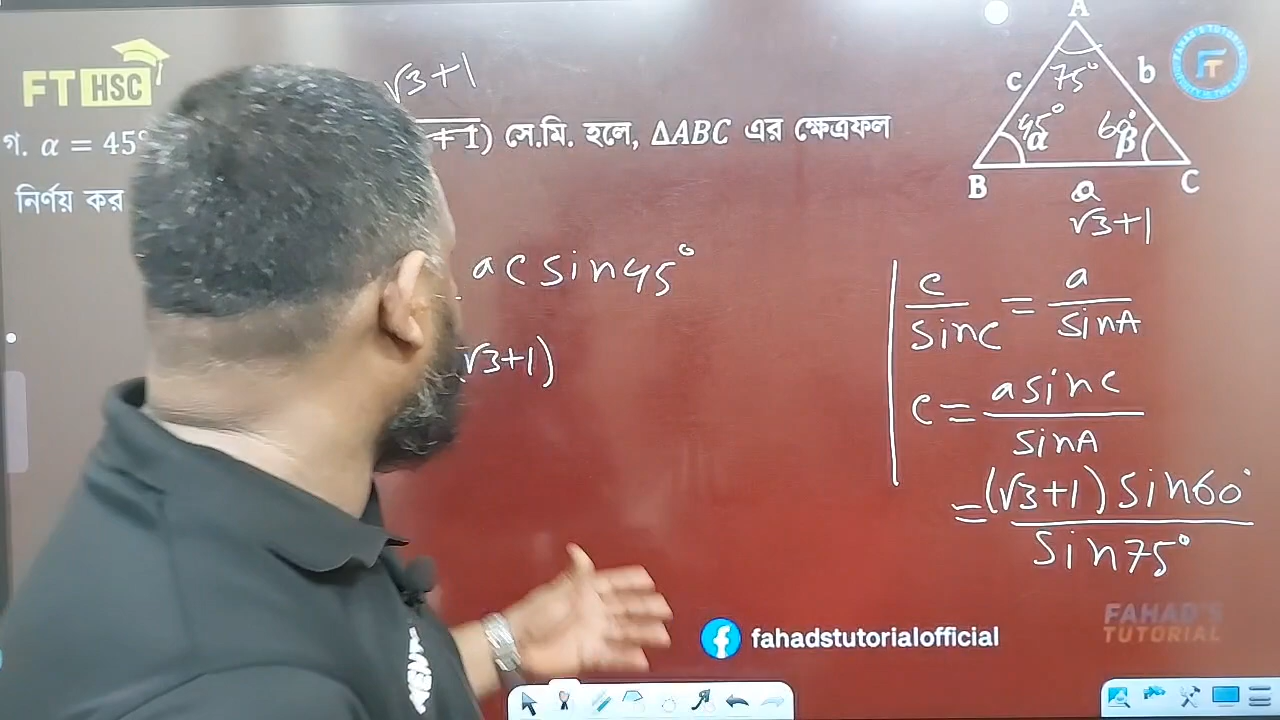 FT HSC
√3+1
গ. α = 45°
+1) সে.মি. হলে, ΔABC এর ক্ষেত্রফল
নির্ণয় কর
A
c 75° b
45° α 60° β
B a C
√3+1
ac sin45°
(√3+1)
c/sinC = a/sinA
c = a sinC/sinA
= (√3+1) sin60°/sin75°
FAHAD'S
TUTORIAL
fahadstutorialofficial